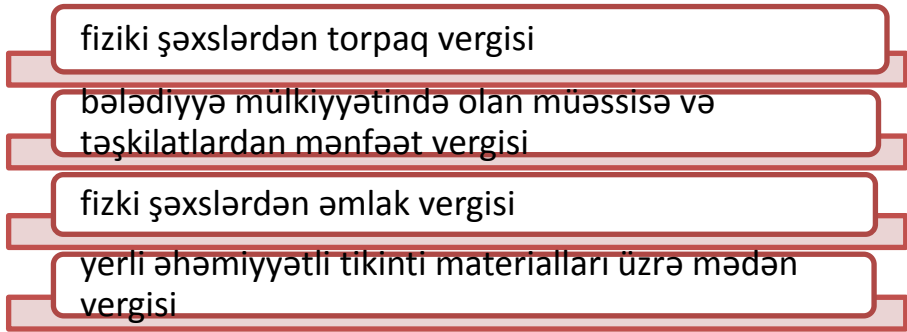 fiziki şəxslərdən torpaq vergisi
bələdiyyə mülkiyyətində olan müəssisə və
təşkilatlardan mənfəət vergisi
fizki şəxslərdən əmlak vergisi
yerli əhəmiyyətli tikinti materialları üzrə mədən
vergisi